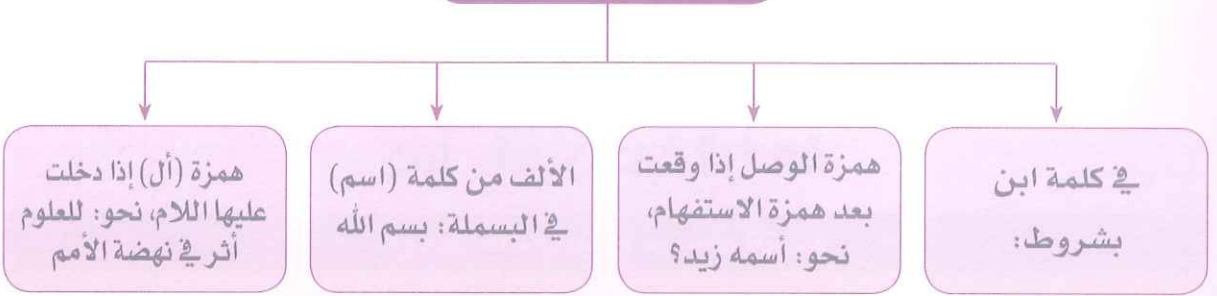 في كلمة ابن
بشروط:
همزة الوصل إذا وقعت
بعد همزة الاستفهام،
نحو: أسمه زيد؟
الألف من كلمة (اسم)
في البسملة: بسم الله
همزة (أل) إذا دخلت
عليها اللام، نحو: للعلوم
أثر في نهضة الأمم